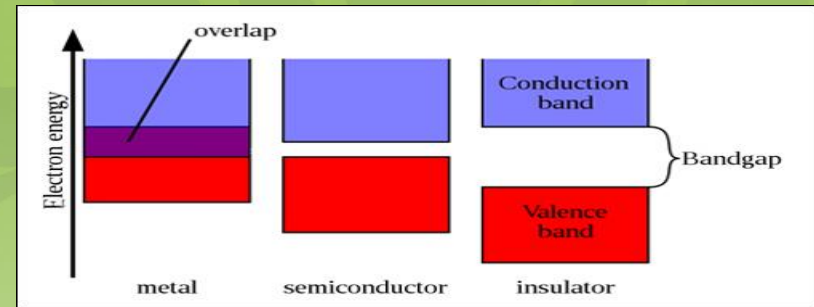 overlap
Electron energy
Conduction
band
Bandgap
Valence
band
metal
semiconductor
insulator